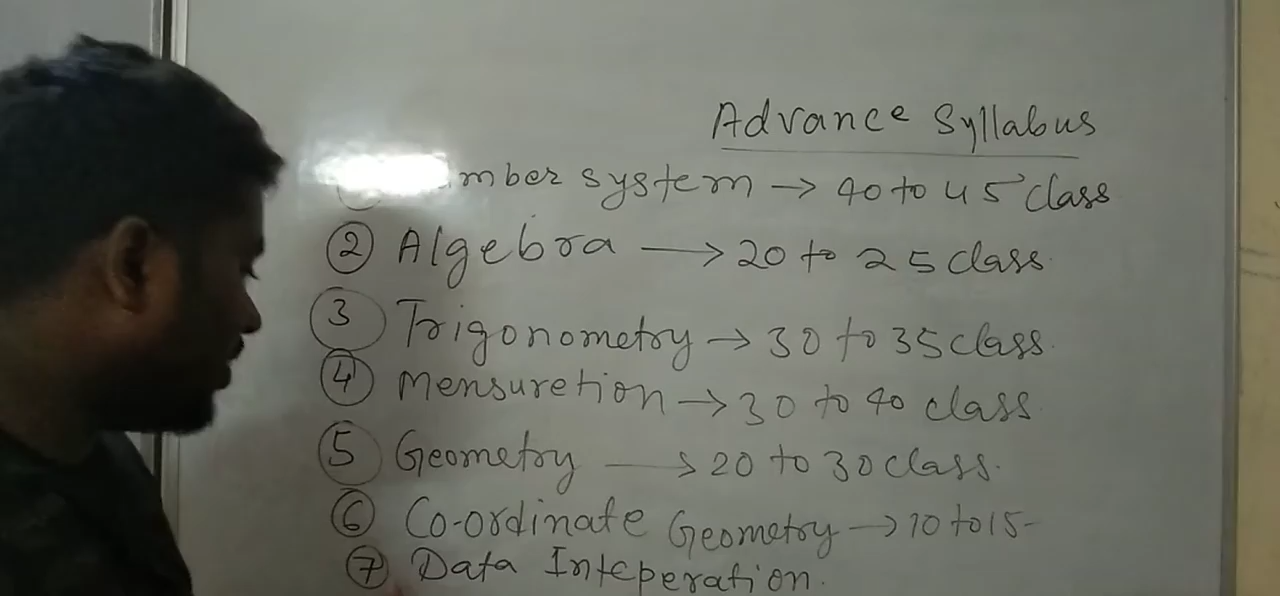 Advance Syllabus
system → 40 to 45 class
② Algebra → 20 to 25 class
③ Trigonometry → 30 to 35 class
④ Mensuretion → 30 to 40 class
⑤ Geometry → 20 to 30 class.
⑥ Co-ordinate Geometry → 10 to 15-
⑦ Data Inteperation.